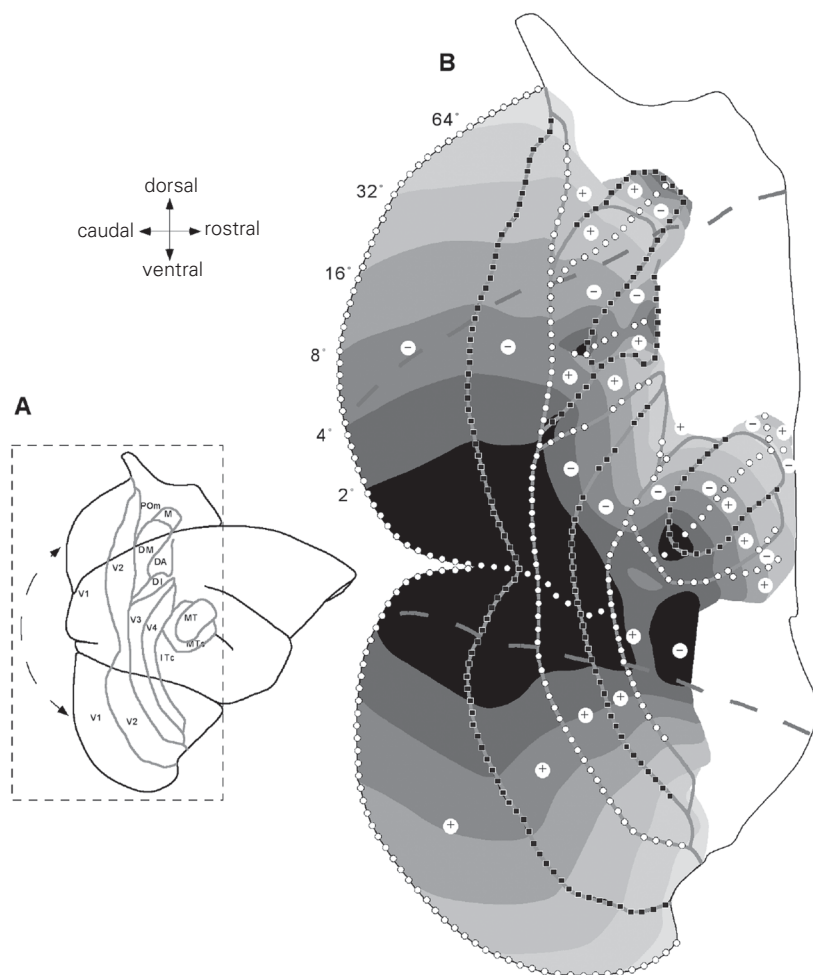 B
64°
32°
16°
8°
4°
2°
dorsal
caudal rostral
ventral
A
POm
M
DM
DA
DI
V1
V2
V3
V4
MT
MTc
ITc
V1
V2
+
+
−
+
−
−
−
−
+
+
+
−
+
−
−
−
−
−
+
+
−
+
+
−
+
+
+
+